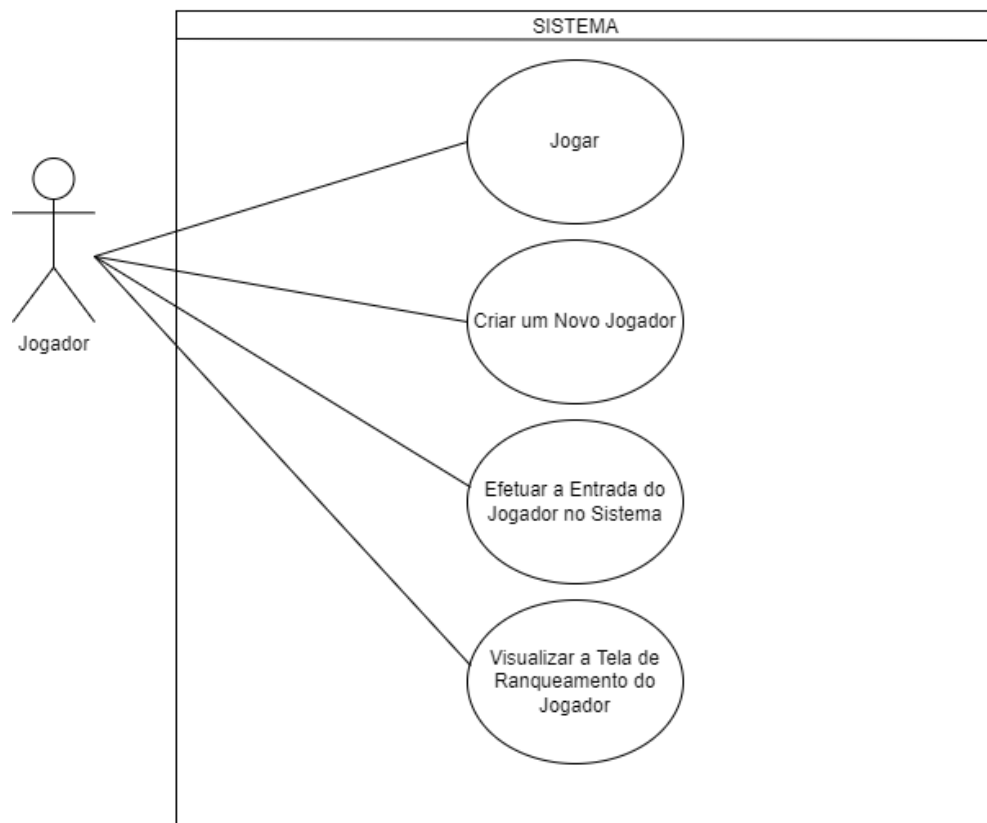 SISTEMA
Jogar
Jogador
Criar um Novo Jogador
Efetuar a Entrada do
Jogador no Sistema
Visualizar a Tela de
Ranqueamento do
Jogador